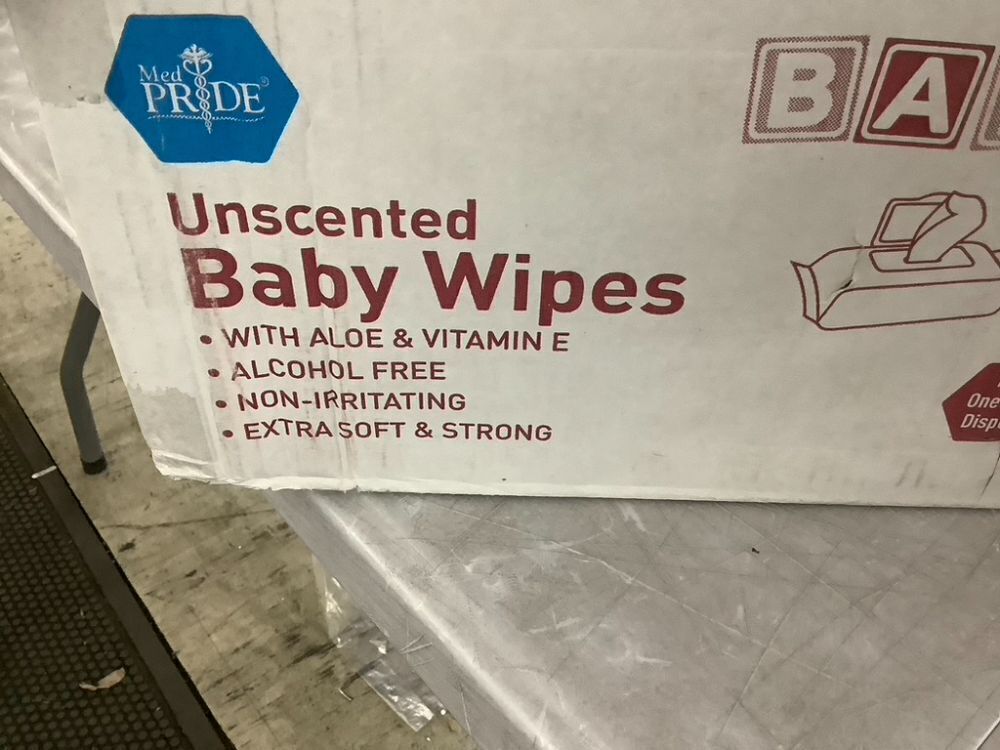 Med
PRIDE®
BA
Unscented
Baby Wipes
• WITH ALOE & VITAMIN E
• ALCOHOL FREE
• NON-IRRITATING
• EXTRA SOFT & STRONG
One
Disp